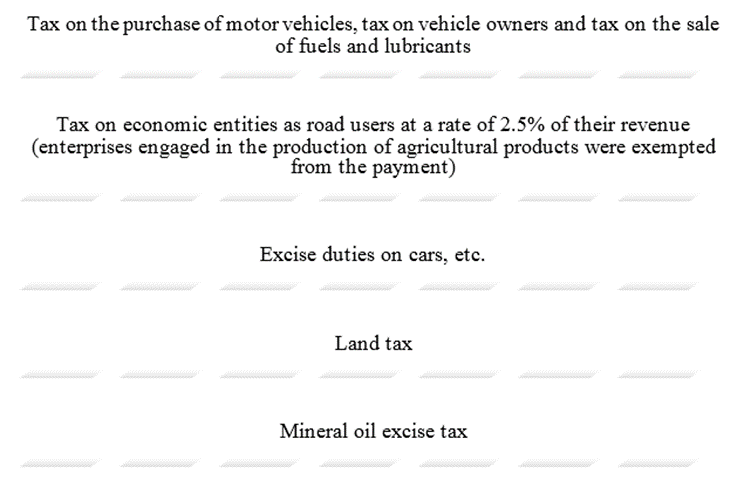 Tax on the purchase of motor vehicles, tax on vehicle owners and tax on the sale
of fuels and lubricants
Tax on economic entities as road users at a rate of 2.5% of their revenue
(enterprises engaged in the production of agricultural products were exempted
from the payment)
Excise duties on cars, etc.
Land tax
Mineral oil excise tax